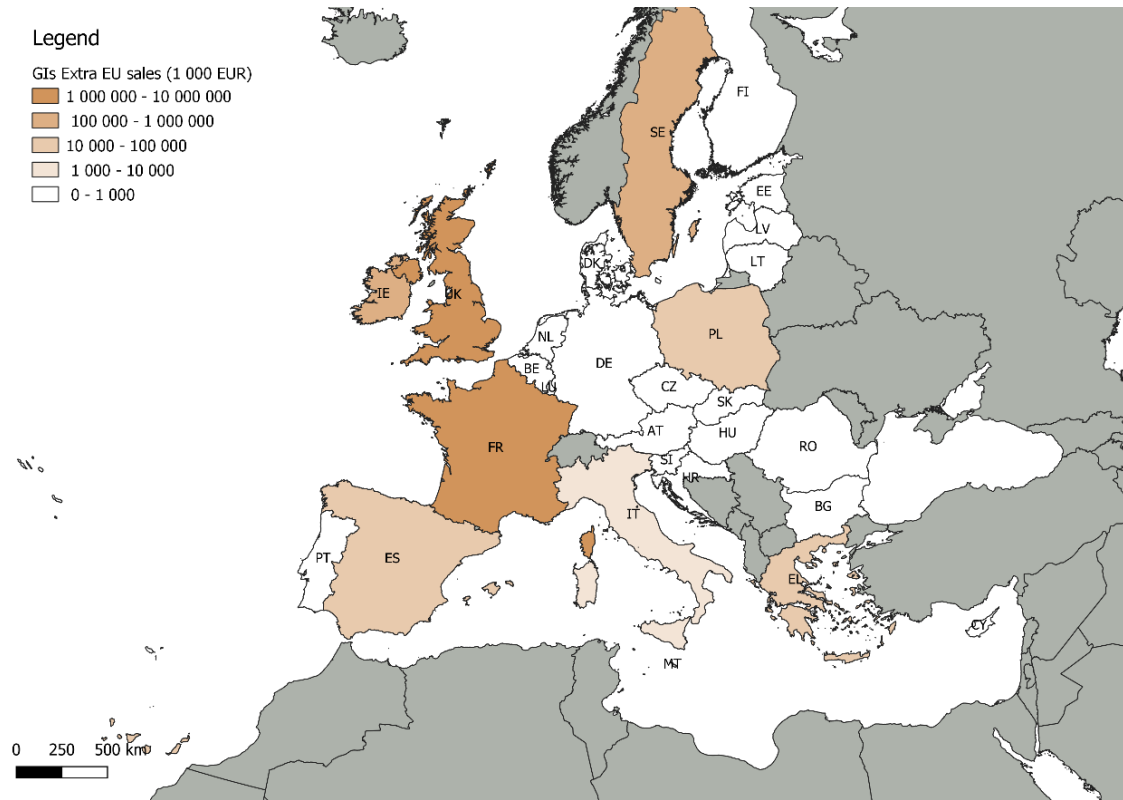 Legend
GIs Extra EU sales (1 000 EUR)
1 000 000 - 10 000 000
100 000 - 1 000 000
10 000 - 100 000
1 000 - 10 000
0 - 1 000
FI
SE
EE
LV
LT
DK
IE
UK
NL
PL
BE
DE
LU
CZ
SK
AT
HU
FR
RO
SI
HR
IT
BG
PT
ES
EL
CY
MT
0 250 500 km